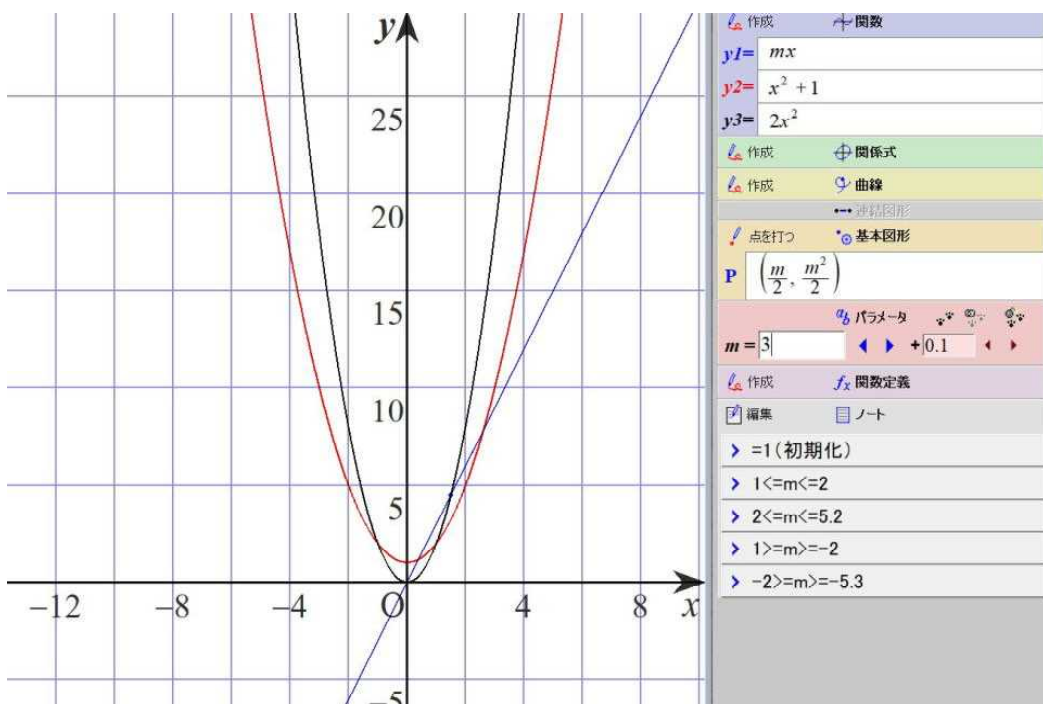 y
25
20
15
10
5
−12 −8 −4 O 4 8 x
−5
作成 関数
y1= mx
y2= x² + 1
y3= 2x²
作成 関係式
作成 曲線
連結図形
点を打つ 基本図形
P (m/2, m²/2)
ab パラメータ
m = 3 +0.1
作成 fx 関数定義
編集 ノート
> =1(初期化)
> 1<=m<=2
> 2<=m<=5.2
> 1>=m>=-2
> -2>=m>=-5.3